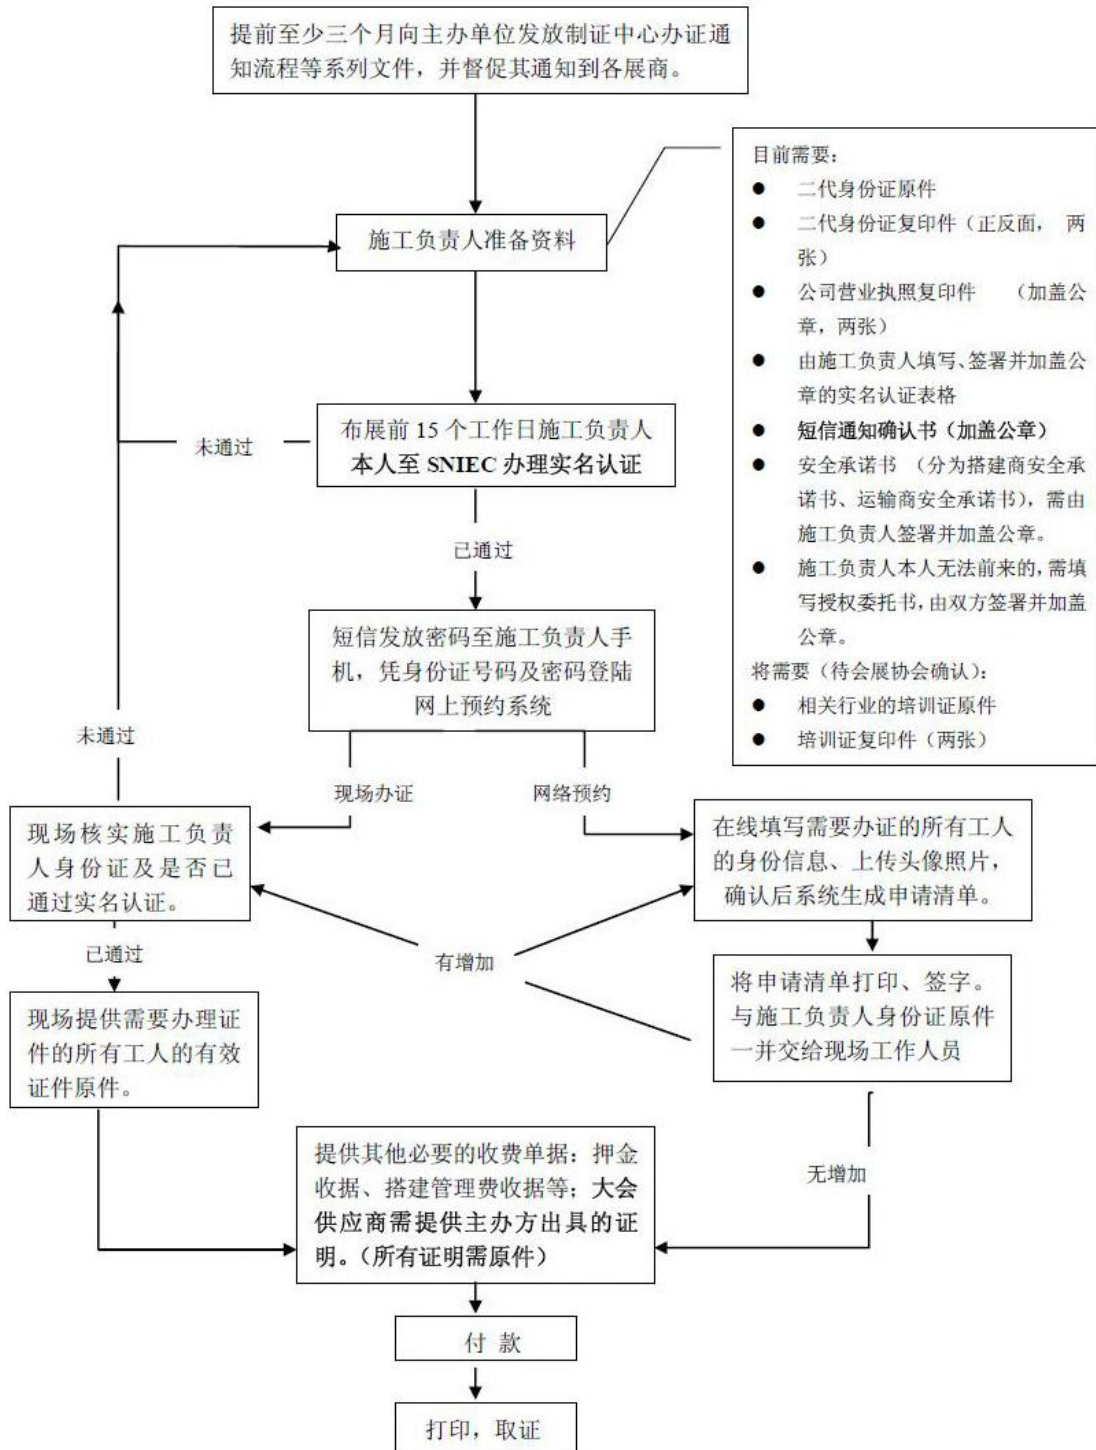 提前至少三个月向主办单位发放制证中心办证通
知流程等系列文件，并督促其通知到各展商。
目前需要：
● 二代身份证原件
● 二代身份证复印件（正反面， 两
张）
● 公司营业执照复印件 （加盖公
章，两张）
● 由施工负责人填写、签署并加盖公
章的实名认证表格
● 短信通知确认书（加盖公章）
● 安全承诺书 （分为搭建商安全承
诺书、运输商安全承诺书），需由
施工负责人签署并加盖公章。
● 施工负责人本人无法前来的，需填
写授权委托书，由双方签署并加盖
公章。
将需要（待会展协会确认）：
● 相关行业的培训证原件
● 培训证复印件（两张）
施工负责人准备资料
布展前 15 个工作日施工负责人
本人至 SNIEC 办理实名认证
未通过
已通过
短信发放密码至施工负责人手
机，凭身份证号码及密码登陆
网上预约系统
未通过
现场办证
网络预约
现场核实施工负责
人身份证及是否已
通过实名认证。
在线填写需要办证的所有工人
的身份信息、上传头像照片，
确认后系统生成申请清单。
已通过
有增加
将申请清单打印、签字。
与施工负责人身份证原件
一并交给现场工作人员
现场提供需要办理证
件的所有工人的有效
证件原件。
无增加
提供其他必要的收费单据：押金
收据、搭建管理费收据等；大会
供应商需提供主办方出具的证
明。（所有证明需原件）
付 款
打印，取证